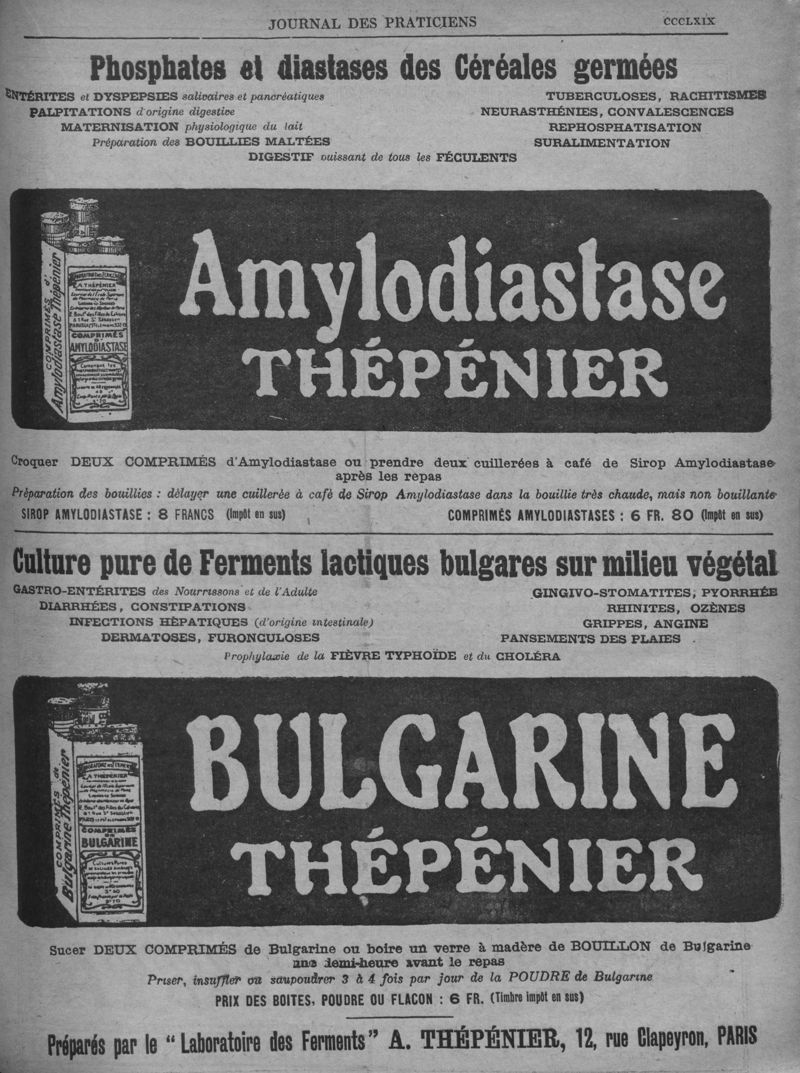 JOURNAL DES PRATICIENS CCCLXIX
Phosphates et diastases des Céréales germées
ENTÉRITES et DYSPEPSIES salivaires et pancréatiques
PALPITATIONS d'origine digestive
MATERNISATION physiologique du lait
Préparation des BOUILLIES MALTÉES
TUBERCULOSES, RACHITISMES
NEURASTHÉNIES, CONVALESCENCES
REPHOSPHATISATION
SURALIMENTATION
DIGESTIF puissant de tous les FÉCULENTS
COMPRIMÉS d'
Amylodiastase Thépénier
A. THÉPÉNIER
COMPRIMÉS
AMYLODIASTASE
Amylodiastase
THÉPÉNIER
Croquer DEUX COMPRIMÉS d'Amylodiastase ou prendre deux cuillerées à café de Sirop Amylodiastase
après les repas
Préparation des bouillies : délayer une cuillerée à café de Sirop Amylodiastase dans la bouillie très chaude, mais non bouillante
SIROP AMYLODIASTASE : 8 FRANCS (Impôt en sus) COMPRIMÉS AMYLODIASTASES : 6 FR. 80 (Impôt en sus)
Culture pure de Ferments lactiques bulgares sur milieu végétal
GASTRO-ENTÉRITES des Nourrissons et de l'Adulte
DIARRHÉES, CONSTIPATIONS
INFECTIONS HÉPATIQUES (d'origine intestinale)
DERMATOSES, FURONCULOSES
GINGIVO-STOMATITES, PYORRHÉE
RHINITES, OZÈNES
GRIPPES, ANGINE
PANSEMENTS DES PLAIES
Prophylaxie de la FIÈVRE TYPHOÏDE et du CHOLÉRA
COMPRIMÉS de
Bulgarine Thépénier
A. THÉPÉNIER
COMPRIMÉS
BULGARINE
BULGARINE
THÉPÉNIER
Sucer DEUX COMPRIMÉS de Bulgarine ou boire un verre à madère de BOUILLON de Bulgarine
une demi-heure avant le repas
Priser, insuffler ou saupoudrer 3 à 4 fois par jour de la POUDRE de Bulgarine
PRIX DES BOITES, POUDRE OU FLACON : 6 FR. (Timbre impôt en sus)
Préparés par le "Laboratoire des Ferments" A. THÉPÉNIER, 12, rue Clapeyron, PARIS